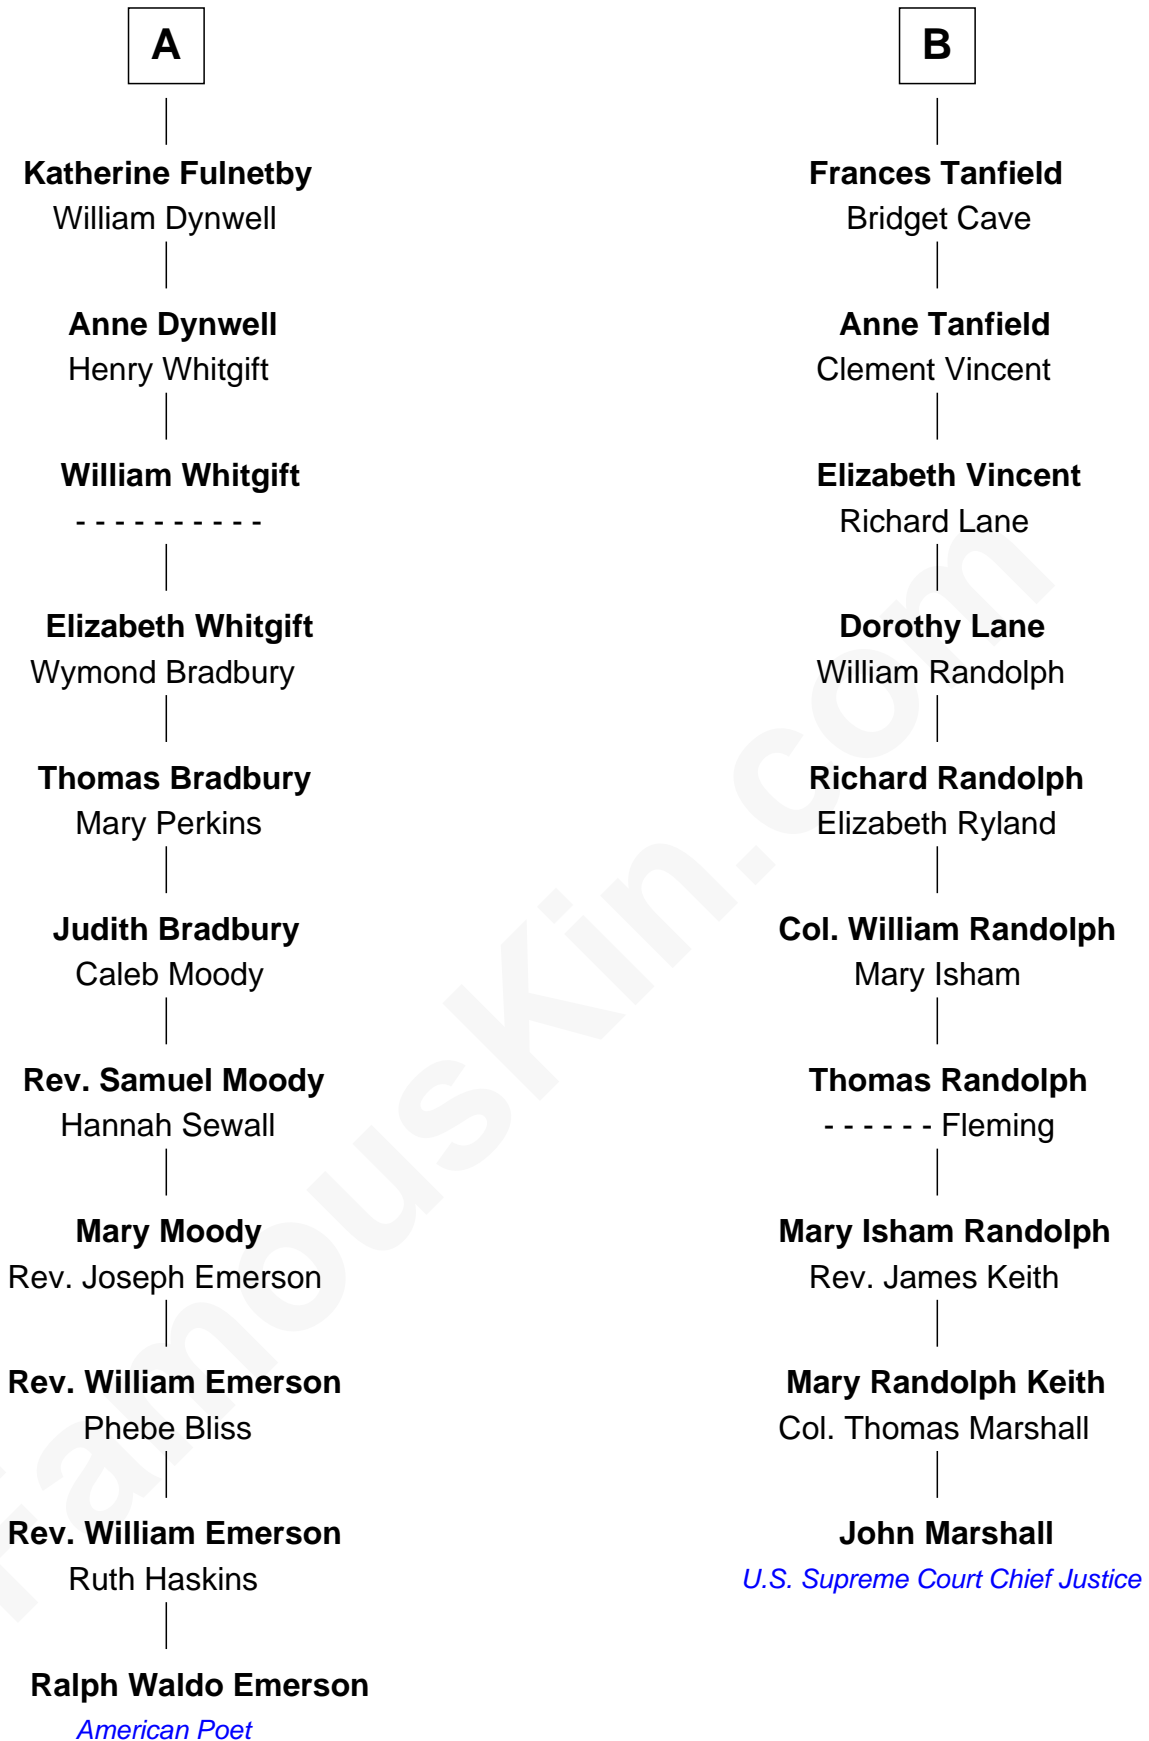 A
Katherine Fulnetby
William Dynwell
Anne Dynwell
Henry Whitgift
William Whitgift
- - - - - - - - - -
Elizabeth Whitgift
Wymond Bradbury
Thomas Bradbury
Mary Perkins
Judith Bradbury
Caleb Moody
Rev. Samuel Moody
Hannah Sewall
Mary Moody
Rev. Joseph Emerson
Rev. William Emerson
Phebe Bliss
Rev. William Emerson
Ruth Haskins
Ralph Waldo Emerson
American Poet
B
Frances Tanfield
Bridget Cave
Anne Tanfield
Clement Vincent
Elizabeth Vincent
Richard Lane
Dorothy Lane
William Randolph
Richard Randolph
Elizabeth Ryland
Col. William Randolph
Mary Isham
Thomas Randolph
- - - - - - Fleming
Mary Isham Randolph
Rev. James Keith
Mary Randolph Keith
Col. Thomas Marshall
John Marshall
U.S. Supreme Court Chief Justice
FamousKin.com